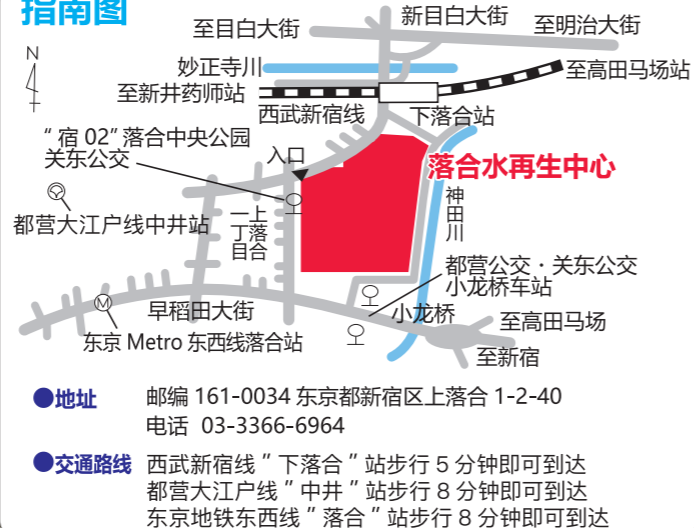 指南图
新目白大街
至目白大街
至明治大街
N
妙正寺川
至高田马场站
至新井药师站
西武新宿线
下落合站
“宿 02”落合中央公园
关东公交
入口
落合水再生中心
神田川
都营大江户线中井站
上落合
一丁目
都营公交・关东公交
小龙桥车站
M
早稻田大街
小龙桥
至高田马场
东京 Metro 东西线落合站
至新宿
●地址 邮编 161-0034 东京都新宿区上落合 1-2-40
电话 03-3366-6964
●交通路线 西武新宿线 ” 下落合 ” 站步行 5 分钟即可到达
都营大江户线 ” 中井 ” 站步行 8 分钟即可到达
东京地铁东西线 ” 落合 ” 站步行 8 分钟即可到达